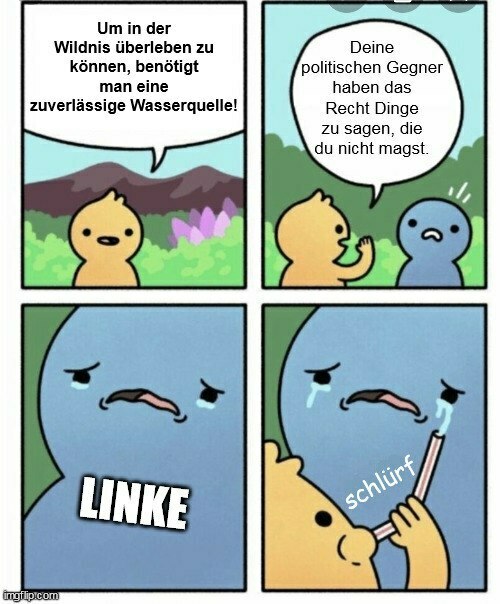 Um in der
Wildnis überleben zu
können, benötigt
man eine
zuverlässige Wasserquelle!
Deine
politischen Gegner
haben das
Recht Dinge
zu sagen, die
du nicht magst.
LINKE
schlürf
imgflip.com